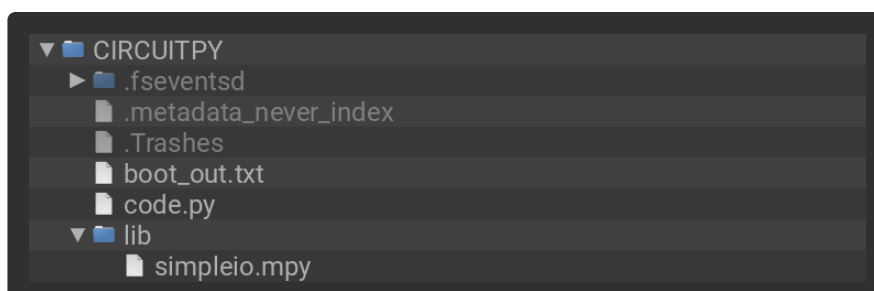 CIRCUITPY
.fseventsd
.metadata_never_index
.Trashes
boot_out.txt
code.py
lib
simpleio.mpy